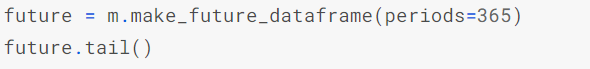 future = m.make_future_dataframe(periods=365)
future.tail()